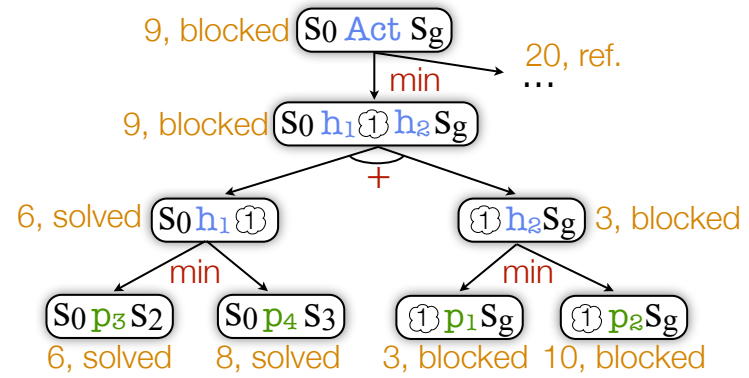 9, blocked S0 Act Sg
20, ref.
min ...
9, blocked S0 h1 1 h2 Sg
+
6, solved S0 h1 1 1 h2 Sg 3, blocked
min min
S0 p3 S2 S0 p4 S3 1 p1 Sg 1 p2 Sg
6, solved 8, solved 3, blocked 10, blocked